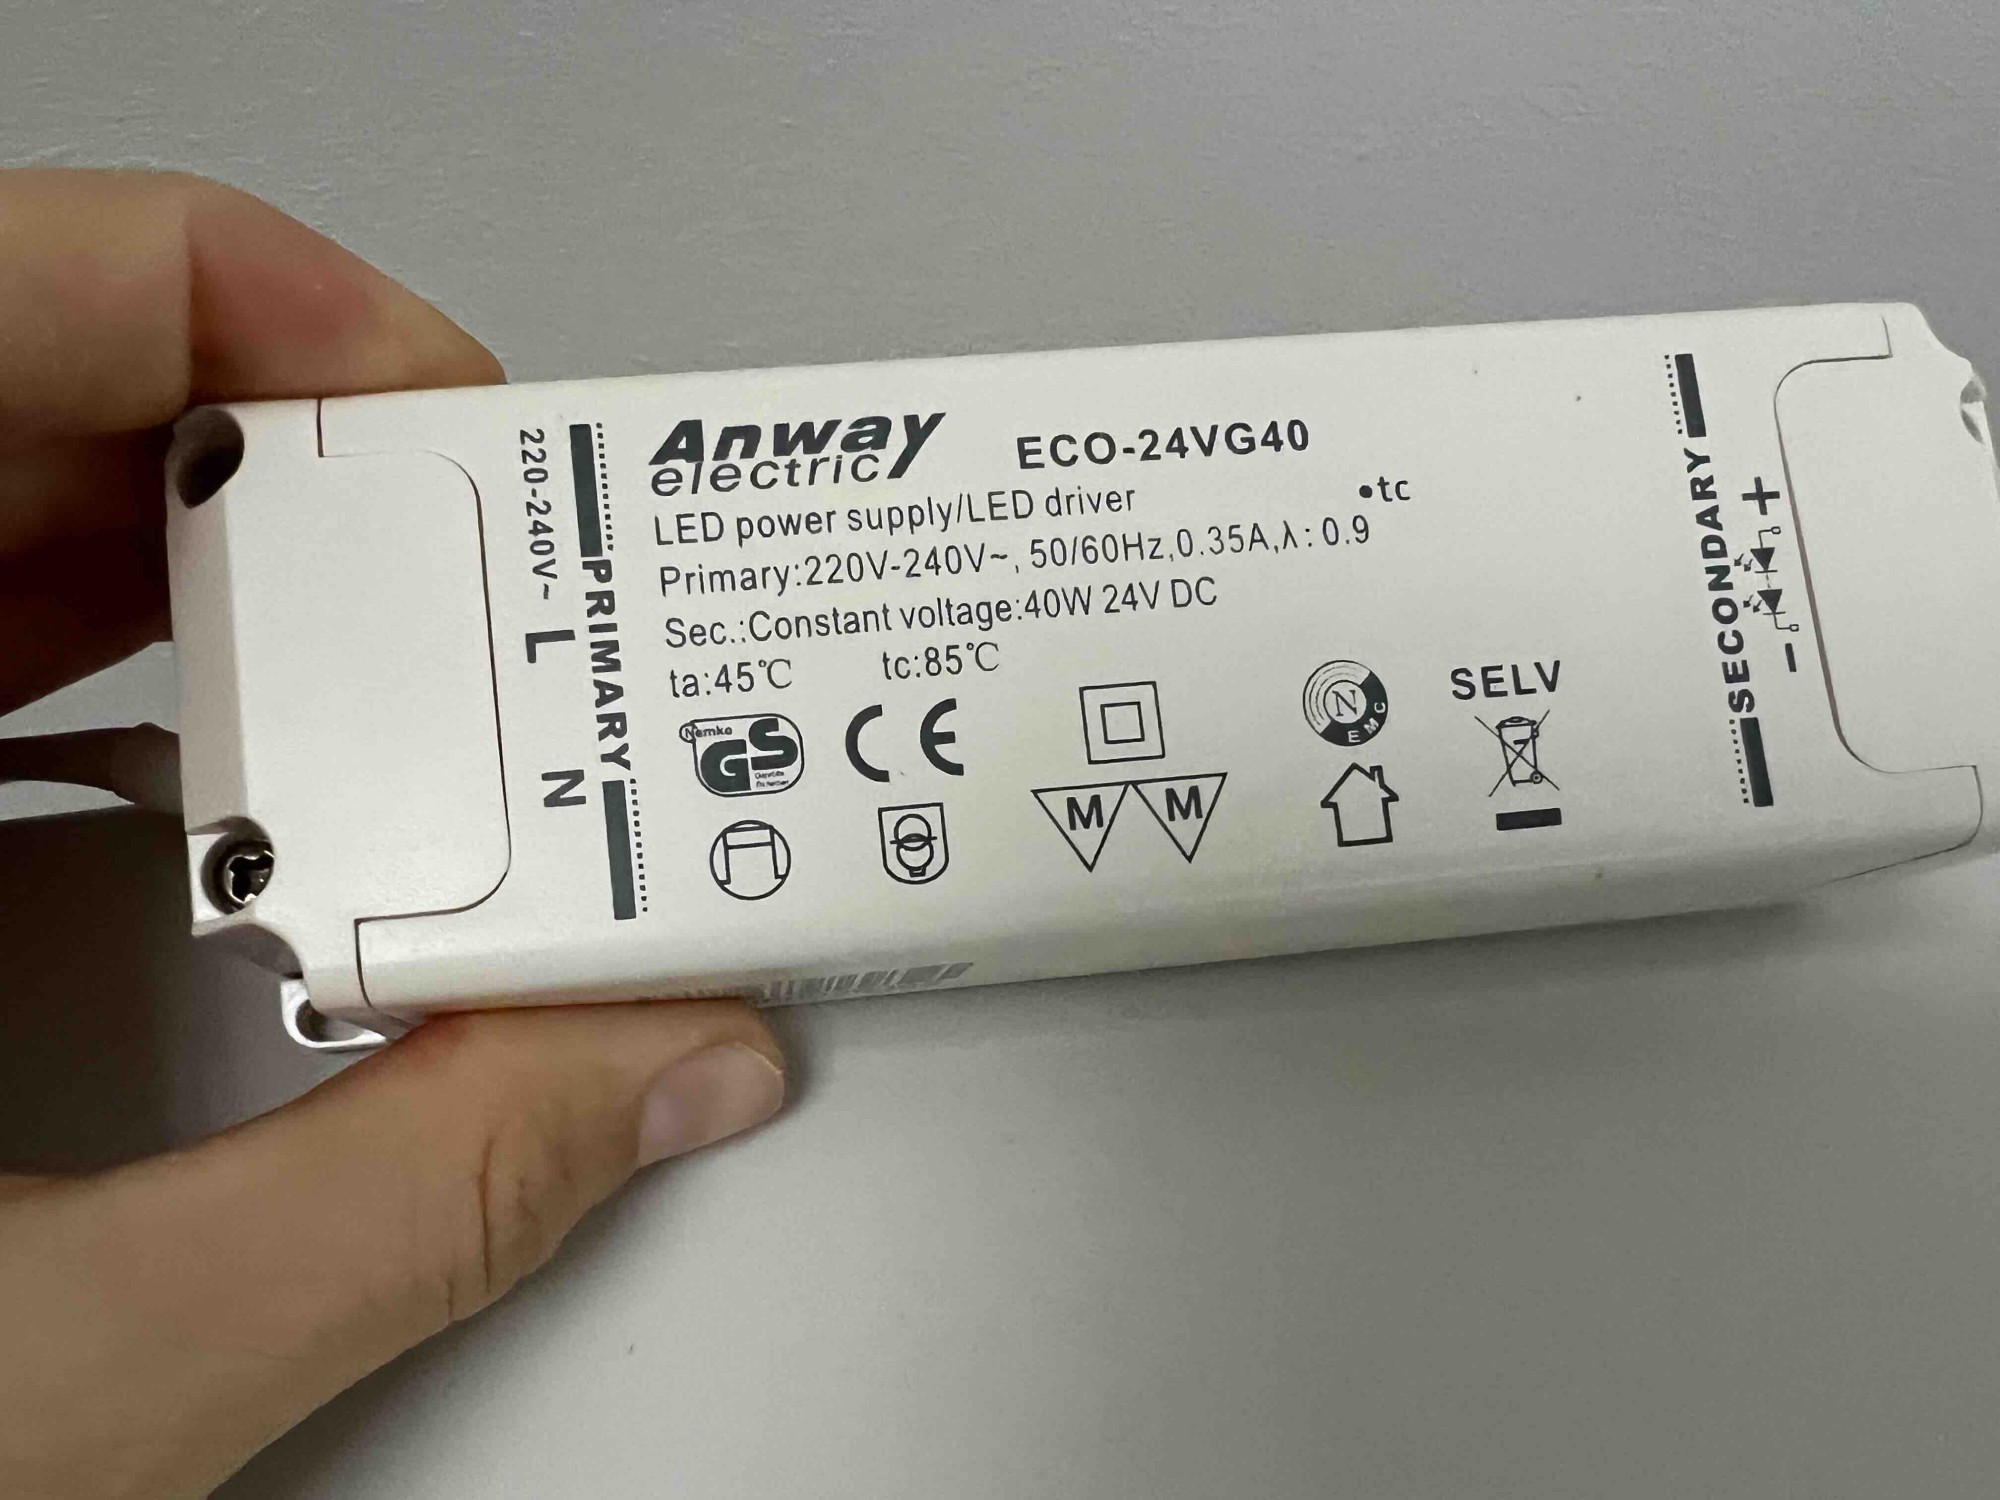 Anway
electric
ECO-24VG40
LED power supply/LED driver
•tc
Primary:220V-240V~, 50/60Hz,0.35A,λ: 0.9
Sec.:Constant voltage:40W 24V DC
ta:45℃ tc:85℃
220-240V~
L
N
PRIMARY
Nemko
GS
CE
M M
N
EMC
SELV
SECONDARY
+
-